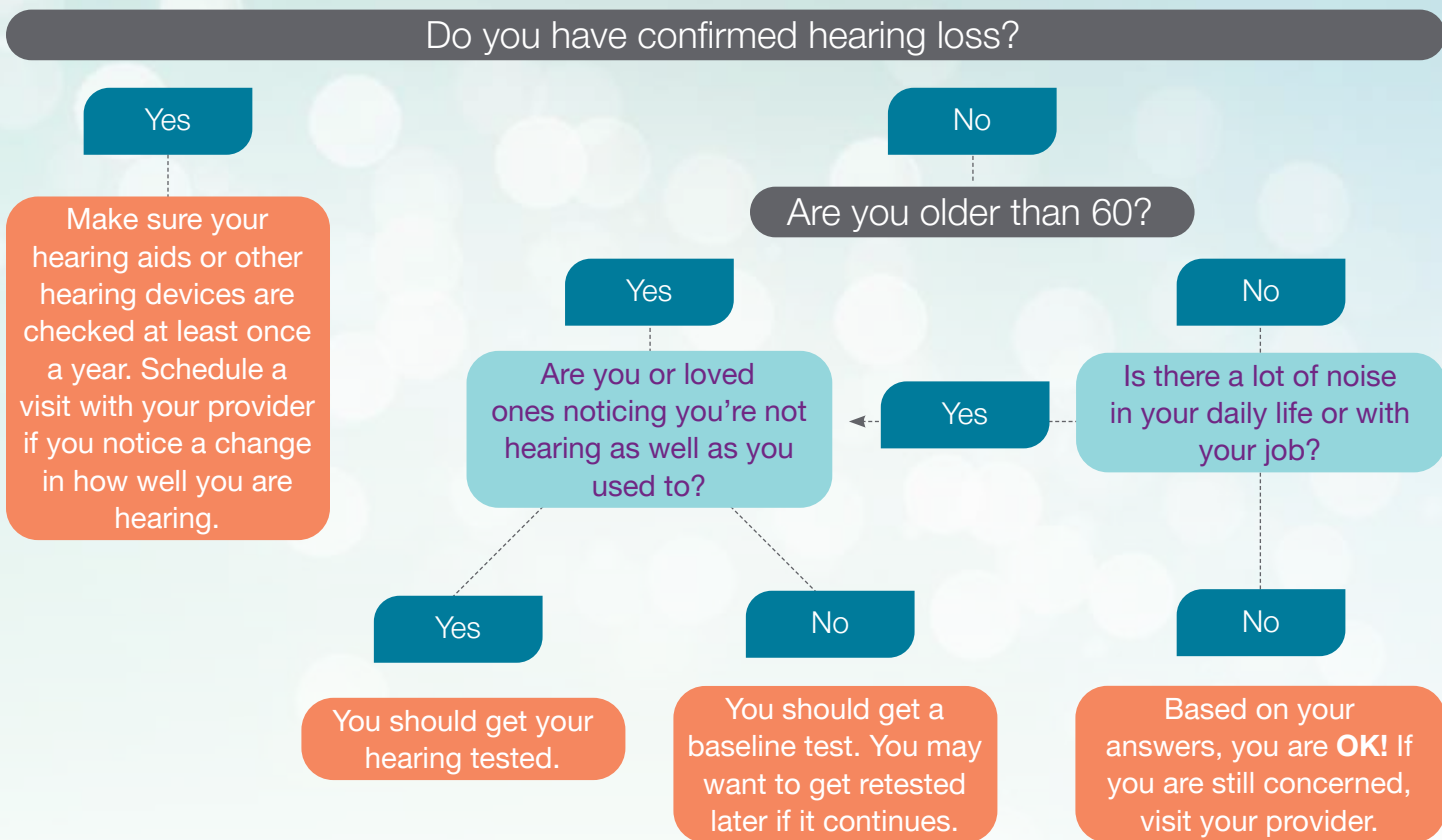 Do you have confirmed hearing loss?
Yes
No
Make sure your
hearing aids or other
hearing devices are
checked at least once
a year. Schedule a
visit with your provider
if you notice a change
in how well you are
hearing.
Are you older than 60?
Yes
No
Are you or loved
ones noticing you’re not
hearing as well as you
used to?
Yes
Is there a lot of noise
in your daily life or with
your job?
Yes
No
No
You should get your
hearing tested.
You should get a
baseline test. You may
want to get retested
later if it continues.
Based on your
answers, you are OK! If
you are still concerned,
visit your provider.